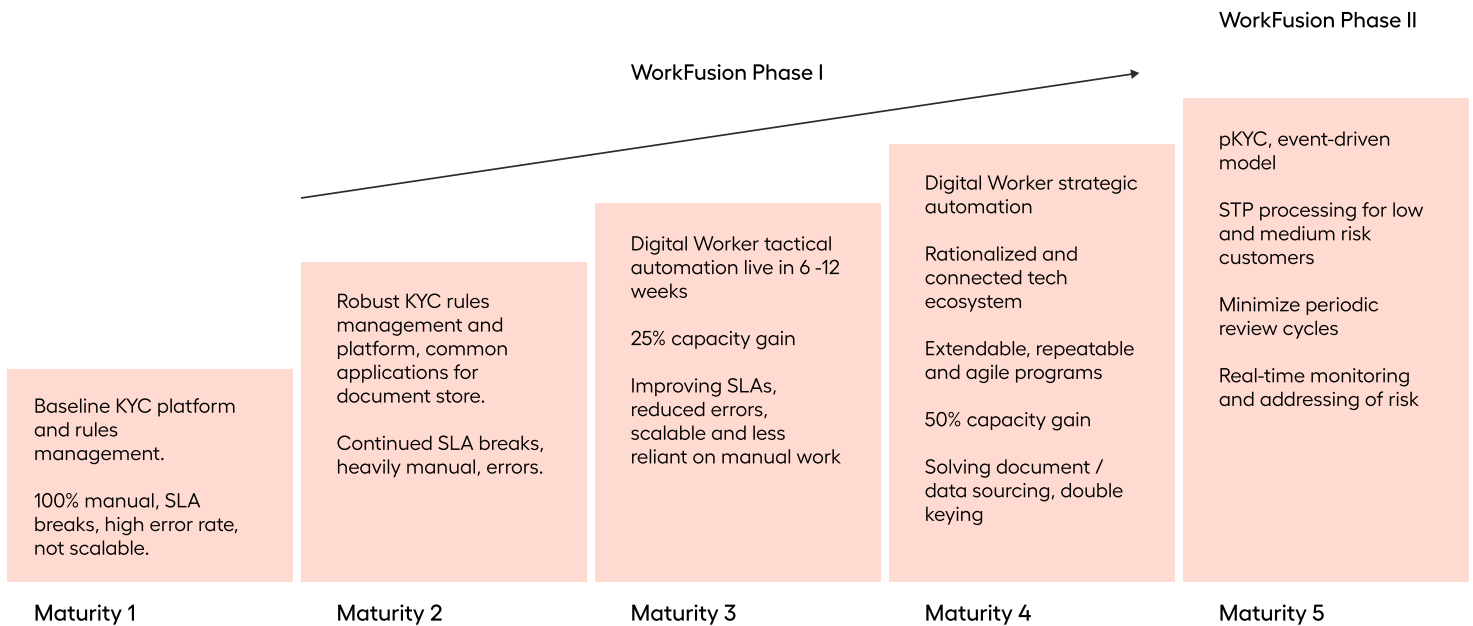 WorkFusion Phase II
WorkFusion Phase I
Baseline KYC platform
and rules
management.
100% manual, SLA
breaks, high error rate,
not scalable.
Maturity 1
Robust KYC rules
management and
platform, common
applications for
document store.
Continued SLA breaks,
heavily manual, errors.
Maturity 2
Digital Worker tactical
automation live in 6 -12
weeks
25% capacity gain
Improving SLAs,
reduced errors,
scalable and less
reliant on manual work
Maturity 3
Digital Worker strategic
automation
Rationalized and
connected tech
ecosystem
Extendable, repeatable
and agile programs
50% capacity gain
Solving document /
data sourcing, double
keying
Maturity 4
pKYC, event-driven
model
STP processing for low
and medium risk
customers
Minimize periodic
review cycles
Real-time monitoring
and addressing of risk
Maturity 5